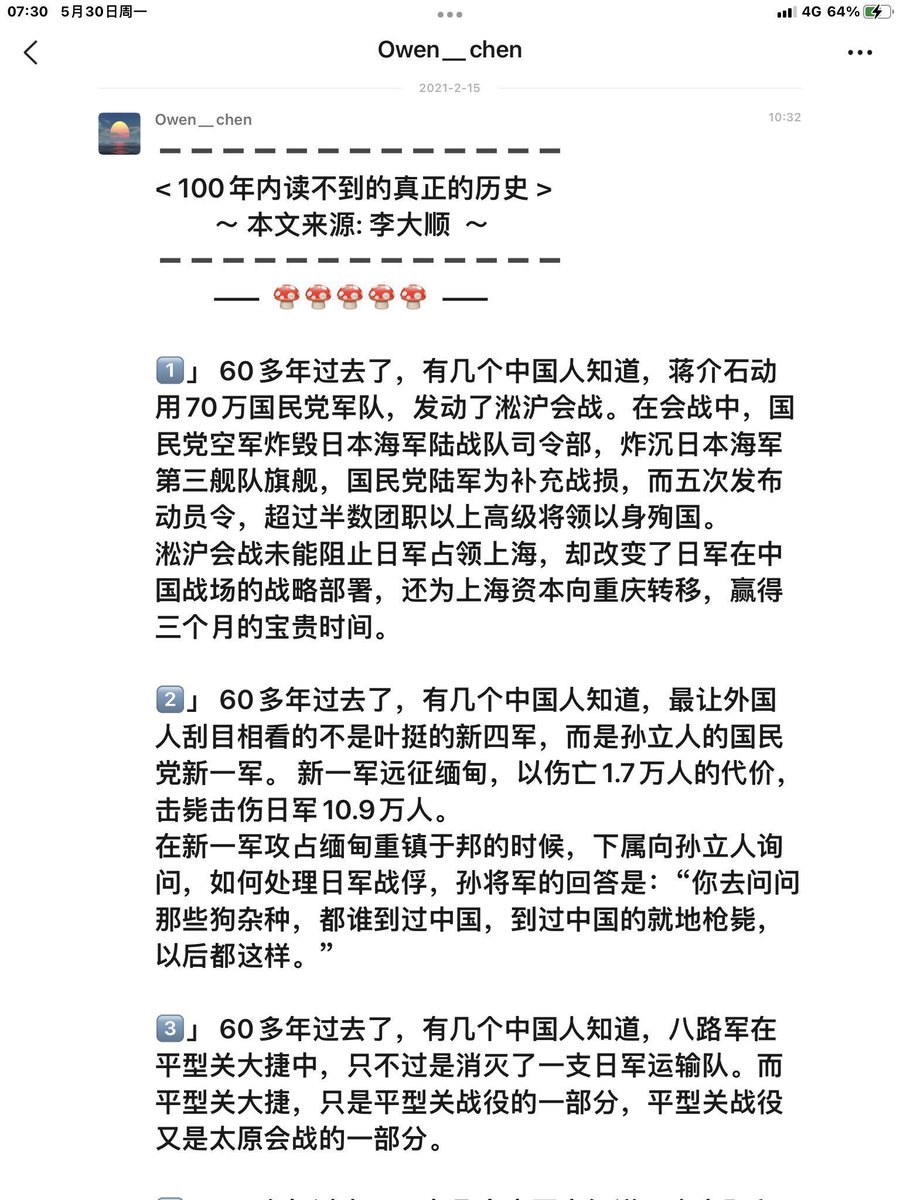 07:30 5月30日周一 4G 64%
Owen__chen
2021-2-15
Owen__chen 10:32
－－－－－－－－－－－－－
＜100年内读不到的真正的历史＞
～ 本文来源: 李大顺 ～
－－－－－－－－－－－－－
—— 🍄🍄🍄🍄🍄 ——
1️⃣」 60多年过去了，有几个中国人知道，蒋介石动
用70万国民党军队，发动了淞沪会战。在会战中，国
民党空军炸毁日本海军陆战队司令部，炸沉日本海军
第三舰队旗舰，国民党陆军为补充战损，而五次发布
动员令，超过半数团职以上高级将领以身殉国。
淞沪会战未能阻止日军占领上海，却改变了日军在中
国战场的战略部署，还为上海资本向重庆转移，赢得
三个月的宝贵时间。
2️⃣」 60多年过去了，有几个中国人知道，最让外国
人刮目相看的不是叶挺的新四军，而是孙立人的国民
党新一军。 新一军远征缅甸，以伤亡1.7万人的代价，
击毙击伤日军10.9万人。
在新一军攻占缅甸重镇于邦的时候，下属向孙立人询
问，如何处理日军战俘，孙将军的回答是：“你去问问
那些狗杂种，都谁到过中国，到过中国的就地枪毙，
以后都这样。”
3️⃣」 60多年过去了，有几个中国人知道，八路军在
平型关大捷中，只不过是消灭了一支日军运输队。而
平型关大捷，只是平型关战役的一部分，平型关战役
又是太原会战的一部分。